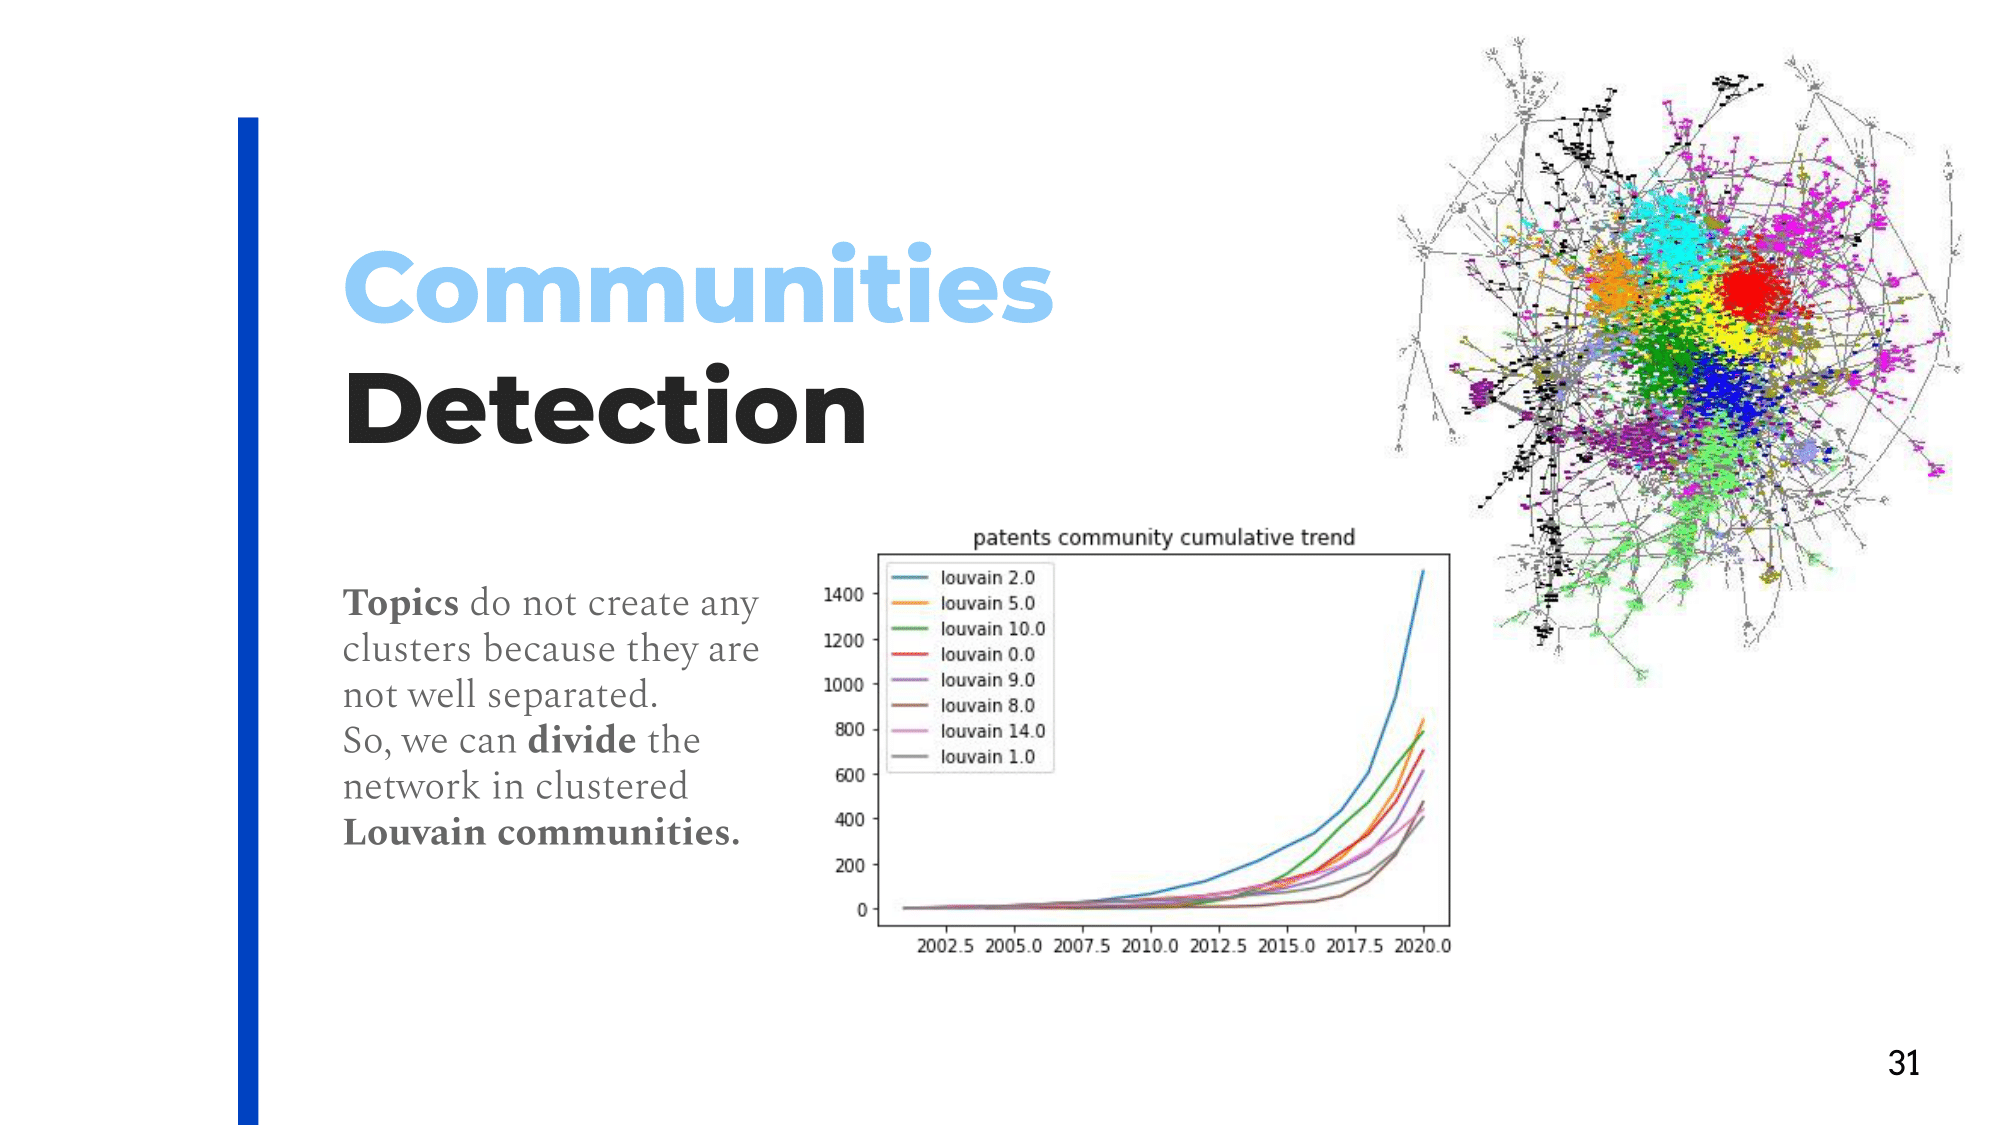 Communities
Detection
Topics do not create any
clusters because they are
not well separated.
So, we can divide the
network in clustered
Louvain communities.
patents community cumulative trend
louvain 2.0
louvain 5.0
louvain 10.0
louvain 0.0
louvain 9.0
louvain 8.0
louvain 14.0
louvain 1.0
1400
1200
1000
800
600
400
200
0
2002.5 2005.0 2007.5 2010.0 2012.5 2015.0 2017.5 2020.0
31